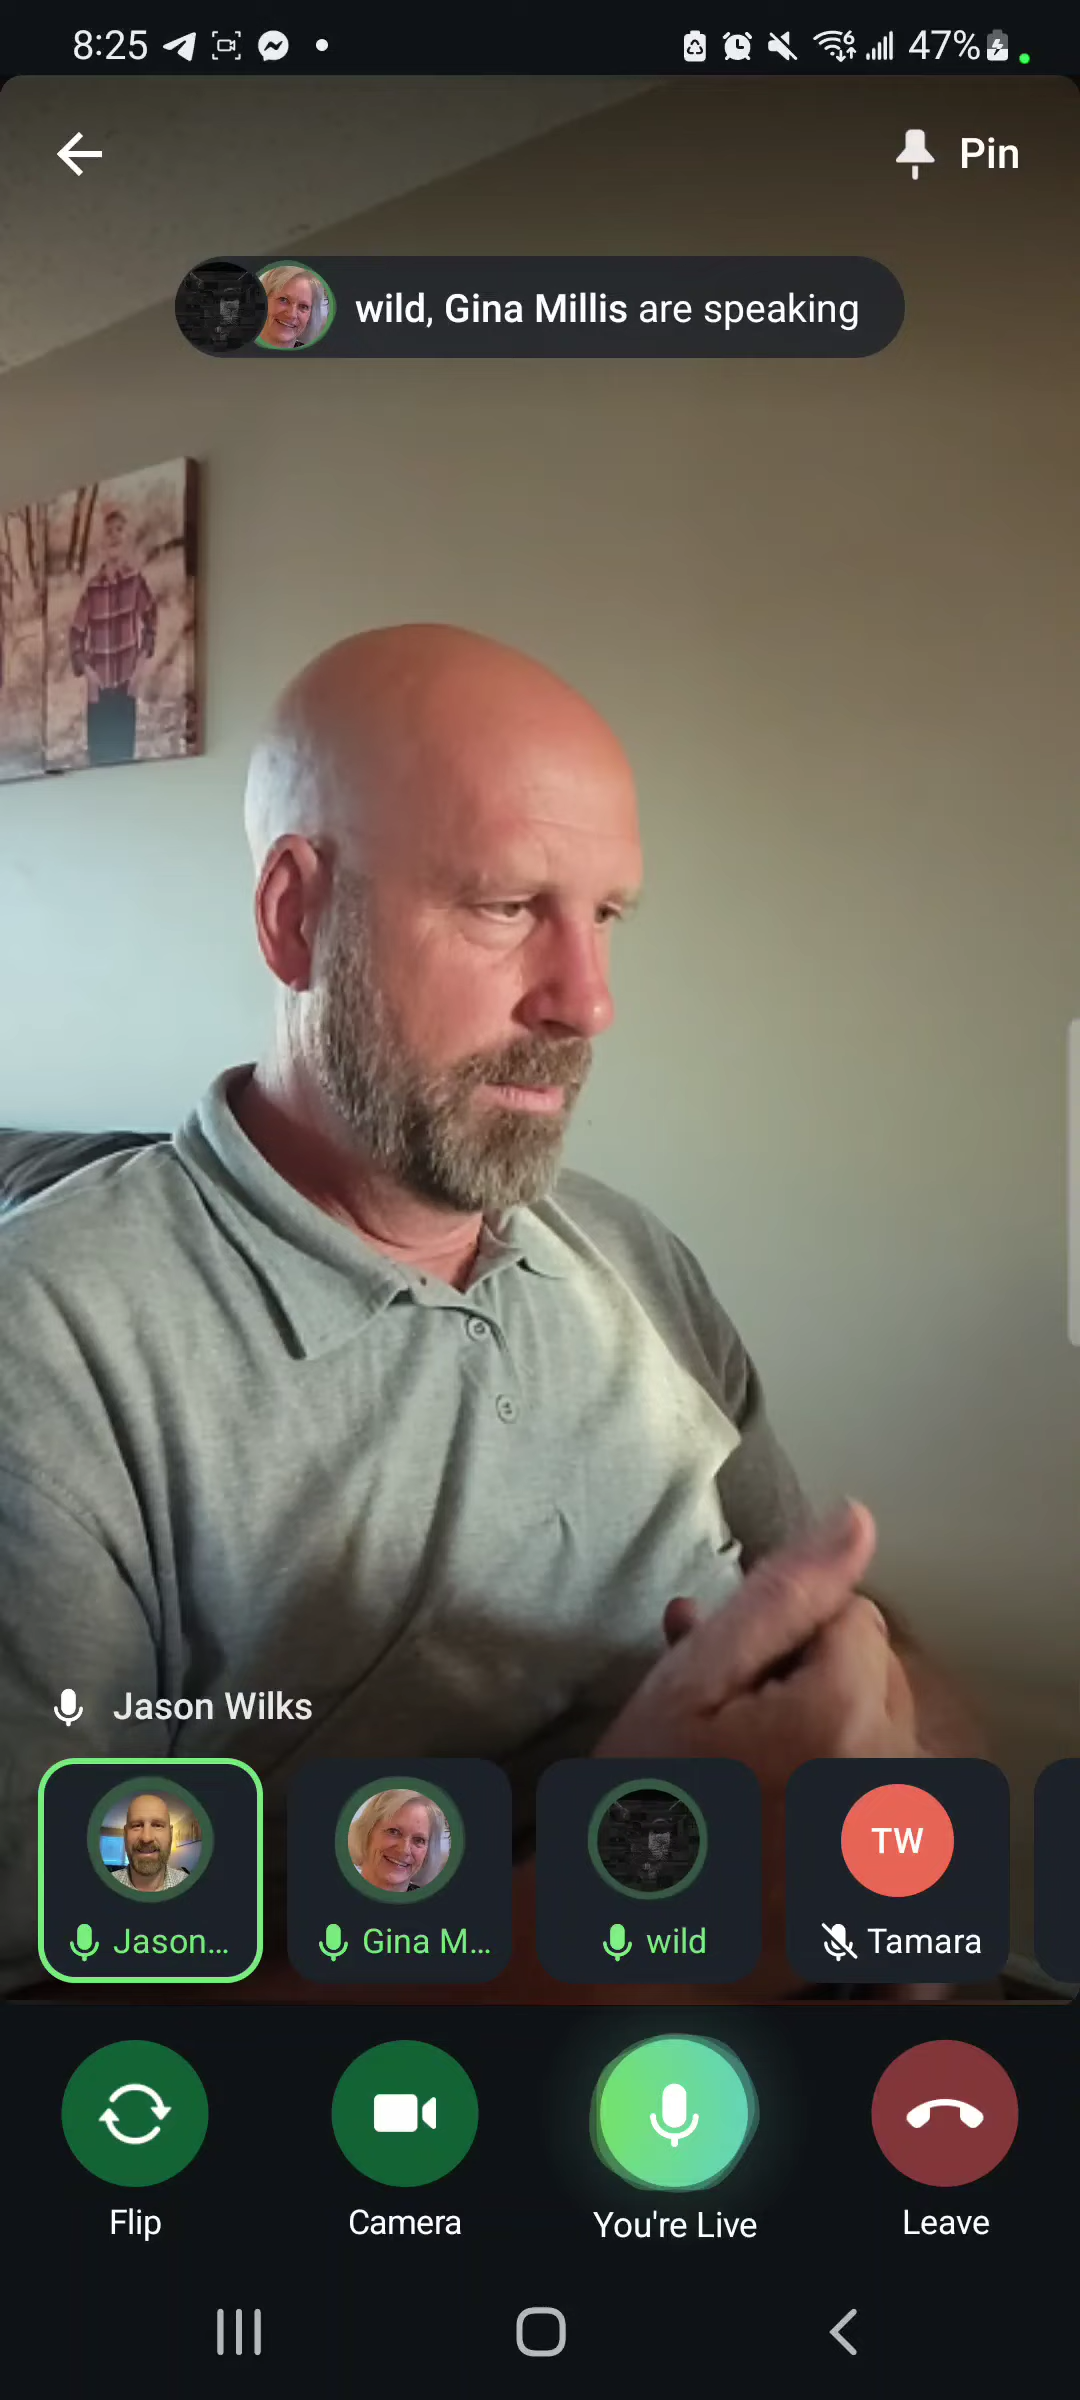 8:25 6 47%
Pin
wild, Gina Millis are speaking
Jason Wilks
Jason... Gina M... wild TW Tamara
Flip Camera You're Live Leave